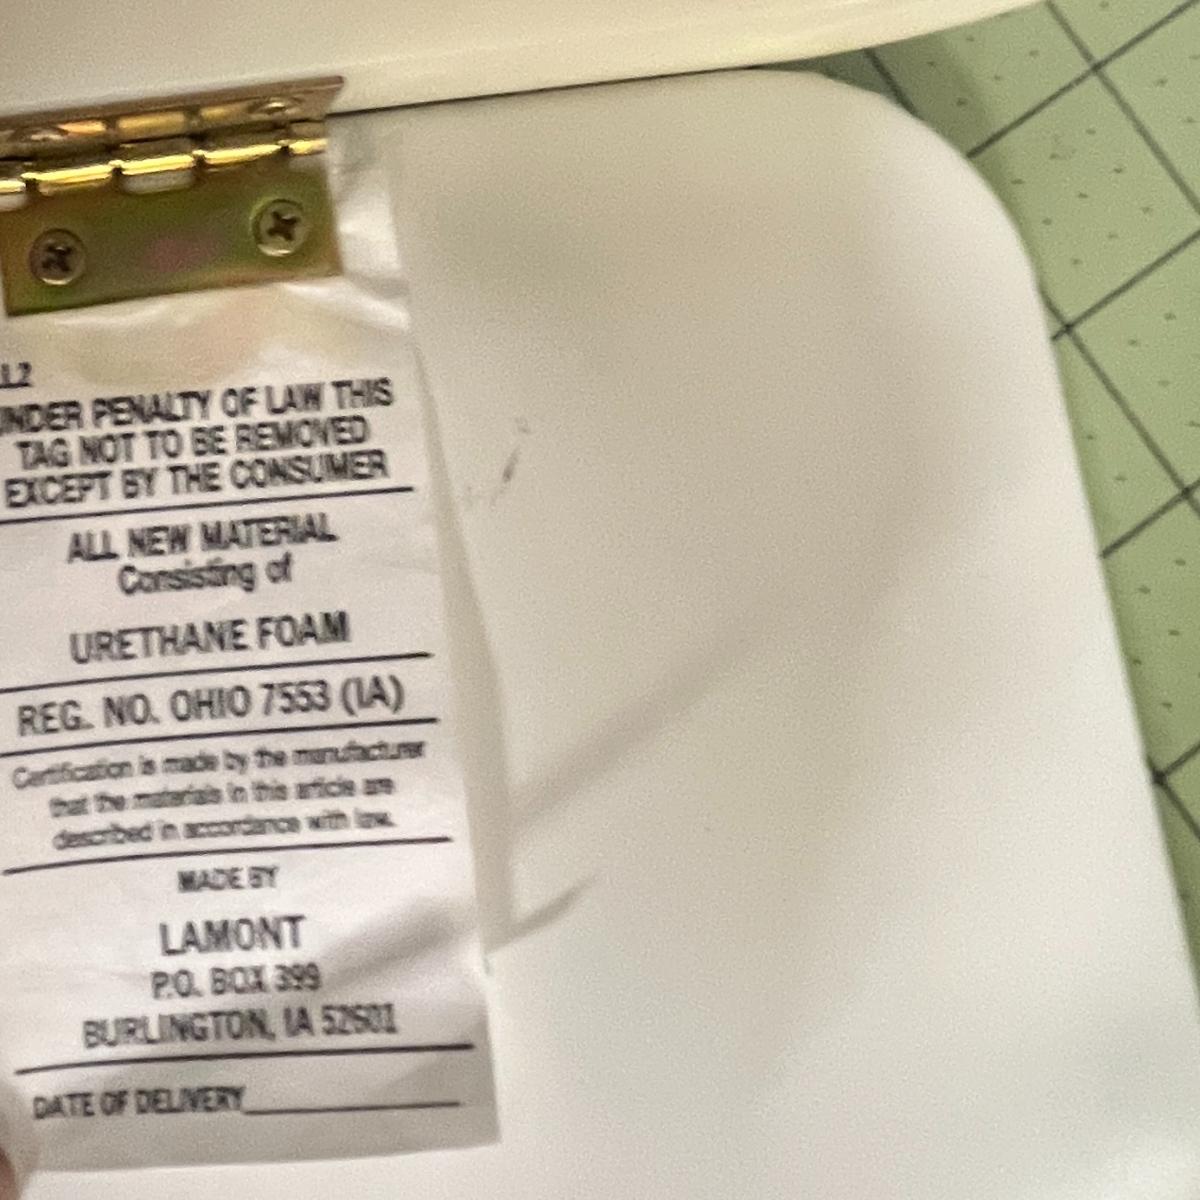 UNDER PENALTY OF LAW THIS
TAG NOT TO BE REMOVED
EXCEPT BY THE CONSUMER
ALL NEW MATERIAL
Consisting of
URETHANE FOAM
REG. NO. OHIO 7553 (IA)
Certification is made by the manufacturer
that the materials in this article are
described in accordance with law.
MADE BY
LAMONT
P.O. BOX 399
BURLINGTON, IA 52601
DATE OF DELIVERY